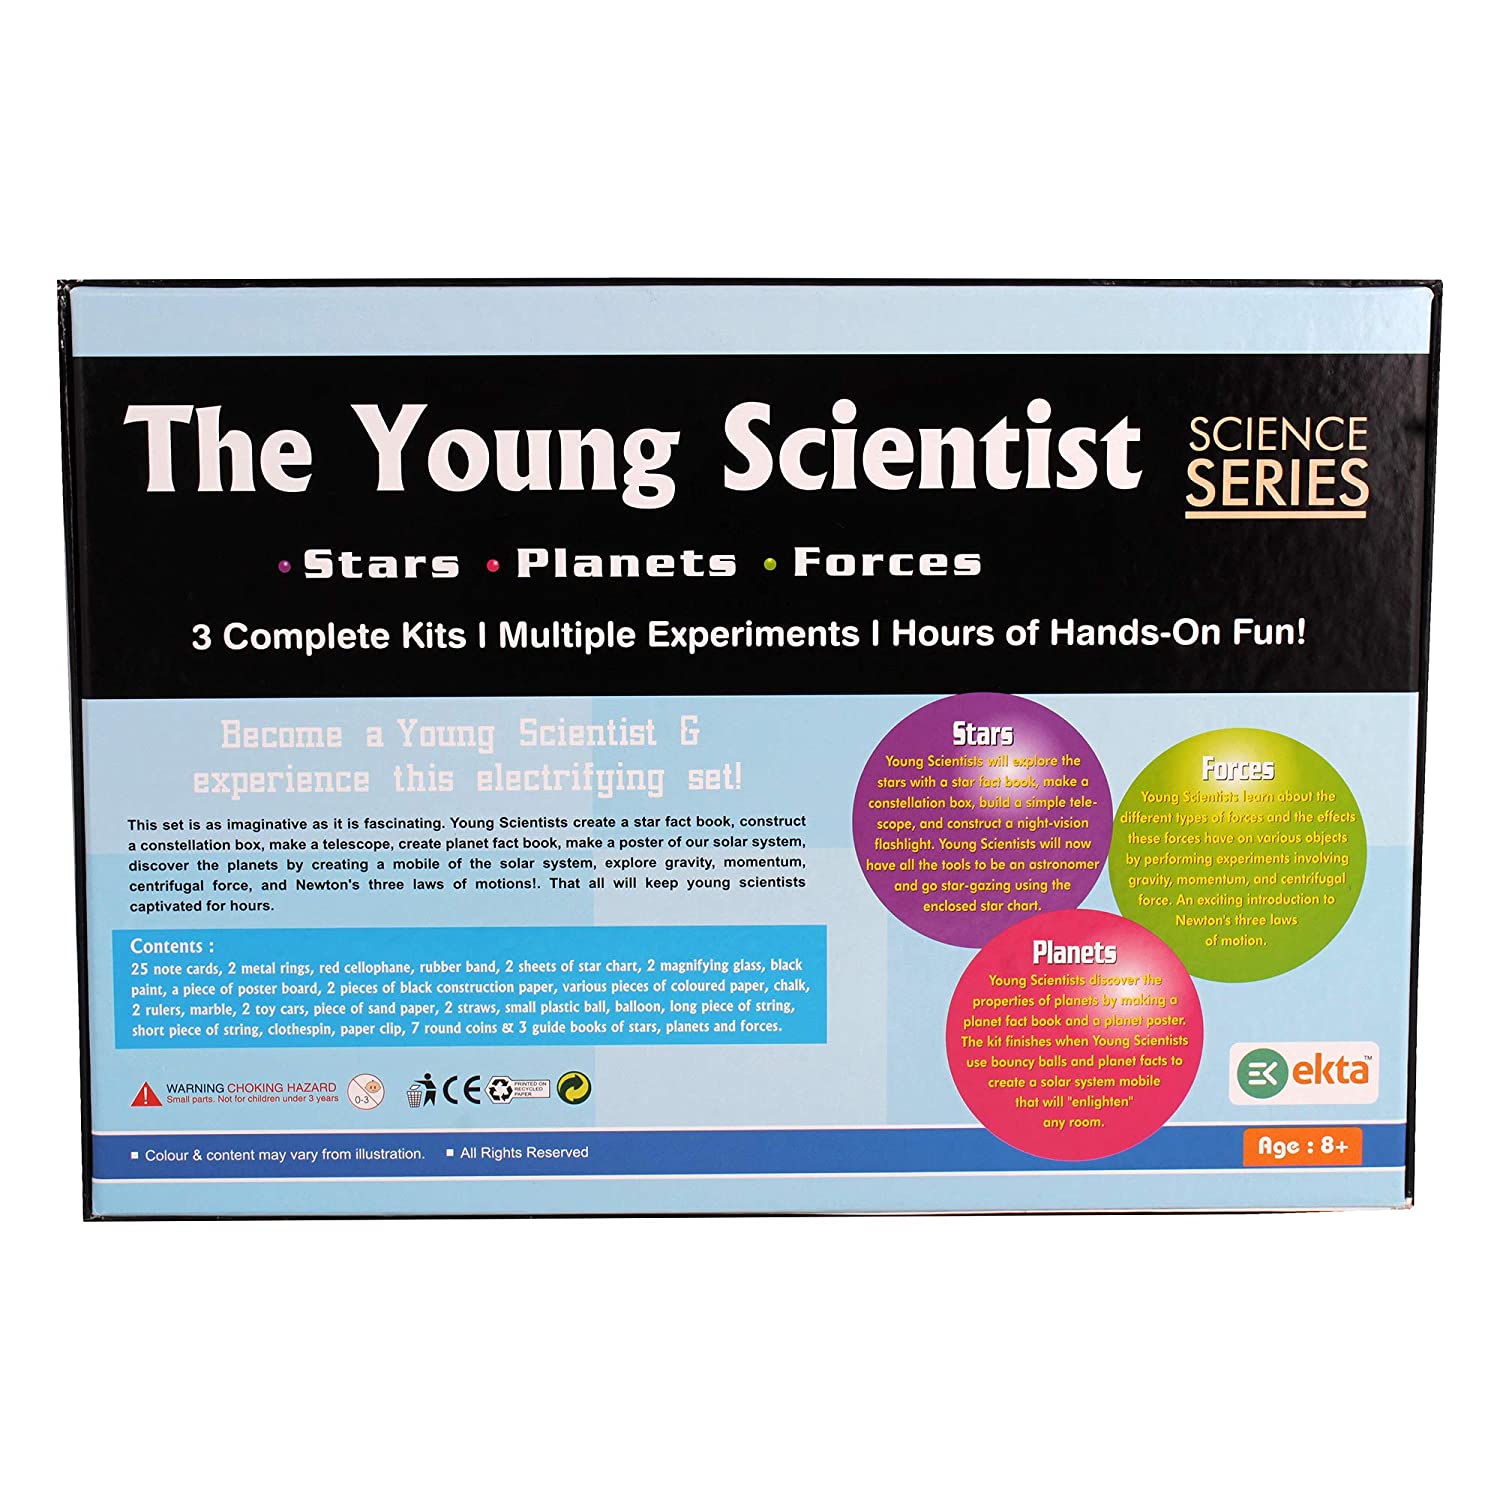 The Young Scientist
SCIENCE
SERIES
• Stars • Planets • Forces
3 Complete Kits I Multiple Experiments I Hours of Hands-On Fun!
Become a Young Scientist &
experience this electrifying set!
This set is as imaginative as it is fascinating. Young Scientists create a star fact book, construct
a constellation box, make a telescope, create planet fact book, make a poster of our solar system,
discover the planets by creating a mobile of the solar system, explore gravity, momentum,
centrifugal force, and Newton's three laws of motions!. That all will keep young scientists
captivated for hours.
Contents :
25 note cards, 2 metal rings, red cellophane, rubber band, 2 sheets of star chart, 2 magnifying glass, black
paint, a piece of poster board, 2 pieces of black construction paper, various pieces of coloured paper, chalk,
2 rulers, marble, 2 toy cars, piece of sand paper, 2 straws, small plastic ball, balloon, long piece of string,
short piece of string, clothespin, paper clip, 7 round coins & 3 guide books of stars, planets and forces.
Stars
Young Scientists will explore the
stars with a star fact book, make a
constellation box, build a simple tele-
scope, and construct a night-vision
flashlight. Young Scientists will now
have all the tools to be an astronomer
and go star-gazing using the
enclosed star chart.
Forces
Young Scientists learn about the
different types of forces and the effects
these forces have on various objects
by performing experiments involving
gravity, momentum, and centrifugal
force. An exciting introduction to
Newton's three laws
of motion.
Planets
Young Scientists discover the
properties of planets by making a
planet fact book and a planet poster.
The kit finishes when Young Scientists
use bouncy balls and planet facts to
create a solar system mobile
that will "enlighten"
any room.
WARNING CHOKING HAZARD
Small parts. Not for children under 3 years
0-3
CE
PRINTED ON
RECYCLED
PAPER
ekta™
Age : 8+
▪ Colour & content may vary from illustration. ▪ All Rights Reserved